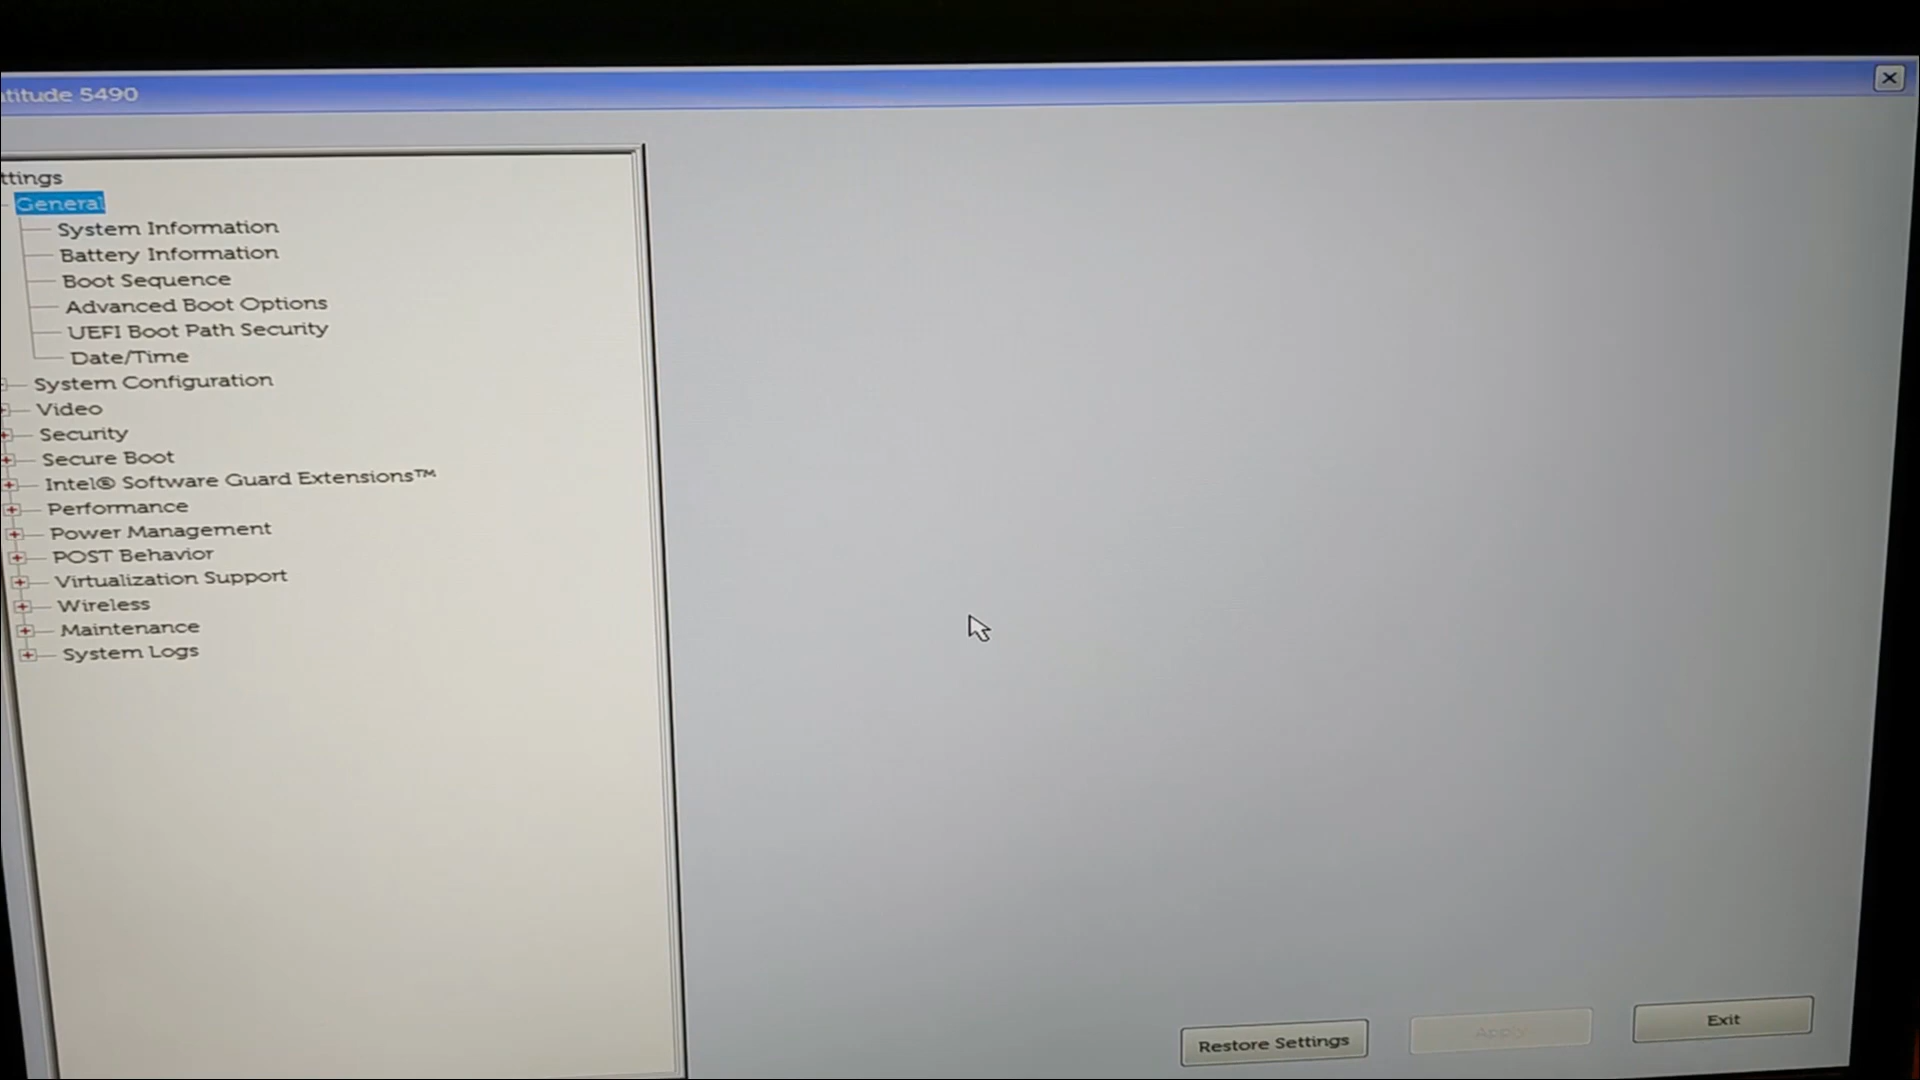 titude 5490
ttings
General
System Information
Battery Information
Boot Sequence
Advanced Boot Options
UEFI Boot Path Security
Date/Time
System Configuration
Video
Security
Secure Boot
Intel® Software Guard Extensions™
Performance
Power Management
POST Behavior
Virtualization Support
Wireless
Maintenance
System Logs
Restore Settings
Apply
Exit